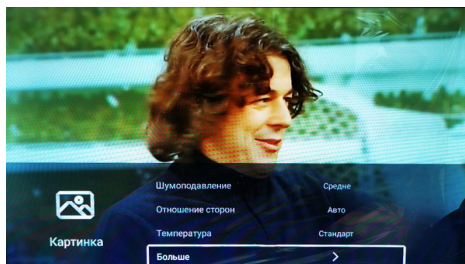 Шумоподавление Средне
Отношение сторон Авто
Температура Стандарт
Картинка
Больше